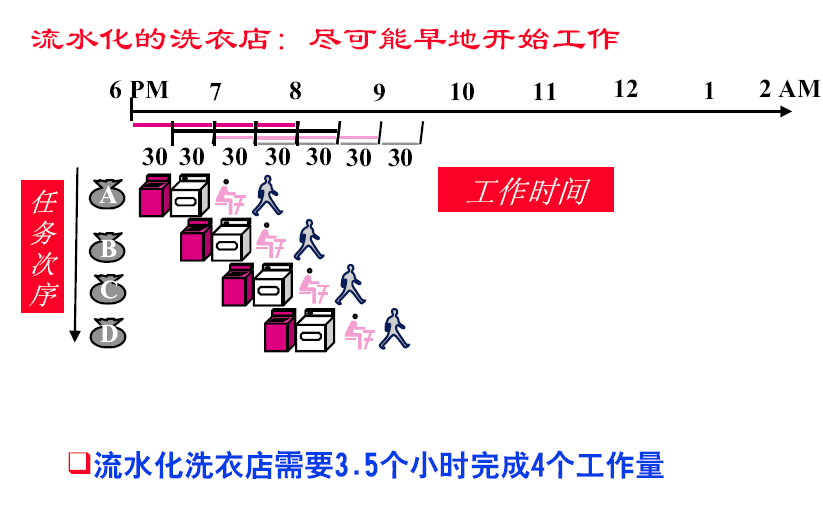 流水化的洗衣店：尽可能早地开始工作
6 PM 7 8 9 10 11 12 1 2 AM
30 30 30 30 30 30 30
工作时间
任务次序
A
B
C
D
流水化洗衣店需要3.5个小时完成4个工作量